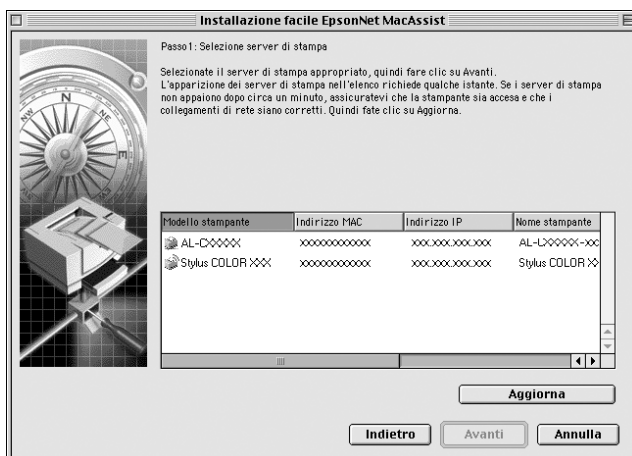 Installazione facile EpsonNet MacAssist
Passo1: Selezione server di stampa
Selezionate il server di stampa appropriato, quindi fare clic su Avanti.
L'apparizione dei server di stampa nell'elenco richiede qualche istante. Se i server di stampa
non appaiono dopo circa un minuto, assicuratevi che la stampante sia accesa e che i
collegamenti di rete siano corretti. Quindi fate clic su Aggiorna.
N
NE
E
Modello stampante Indirizzo MAC Indirizzo IP Nome stampante
AL-CXXXXX XXXXXXXXXXXX XXX.XXX.XXX.XXX AL-LXXXXX-XXC
Stylus COLOR XXX XXXXXXXXXXXX XXX.XXX.XXX.XXX Stylus COLOR X
Aggiorna
Indietro Avanti Annulla